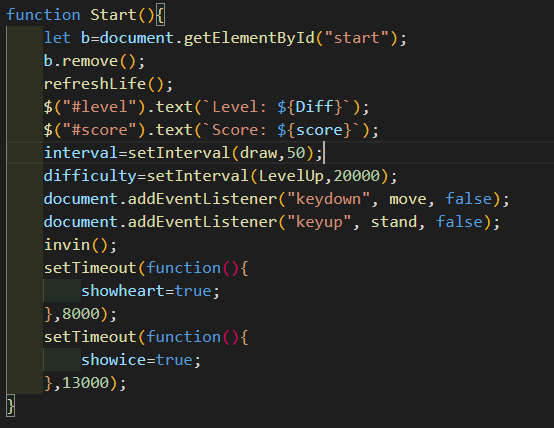 function Start(){
    let b=document.getElementById("start");
    b.remove();
    refreshLife();
    $("#level").text(`Level: ${Diff}`);
    $("#score").text(`Score: ${score}`);
    interval=setInterval(draw,50);
    difficulty=setInterval(LevelUp,20000);
    document.addEventListener("keydown", move, false);
    document.addEventListener("keyup", stand, false);
    invin();
    setTimeout(function(){
        showheart=true;
    },8000);
    setTimeout(function(){
        showice=true;
    },13000);
}